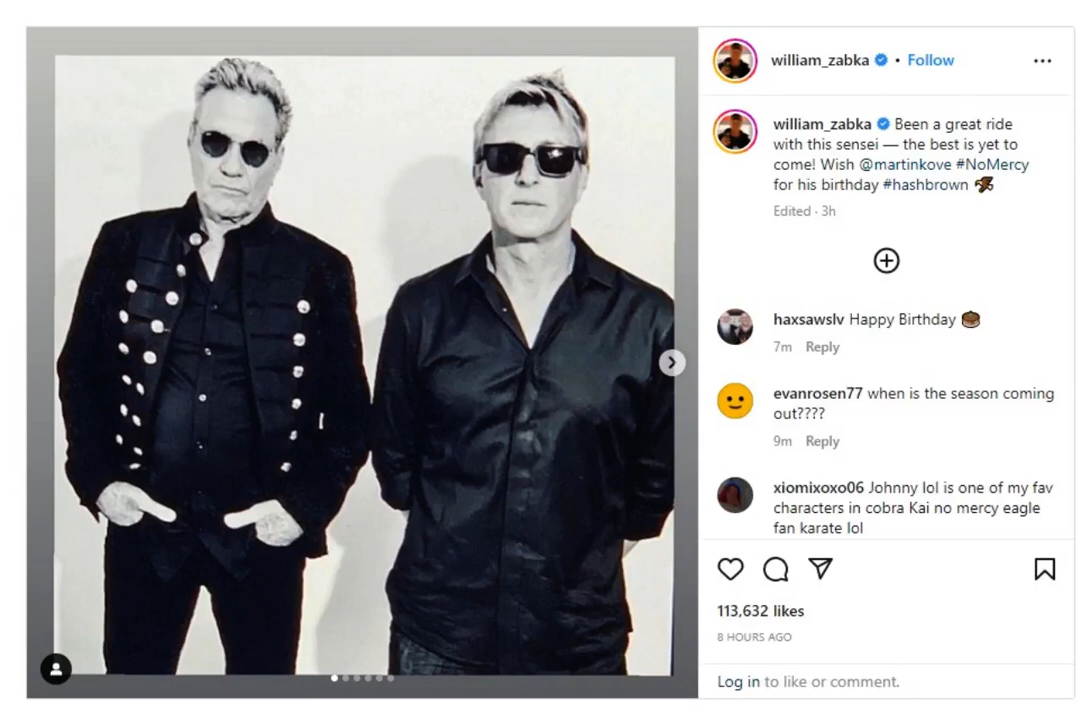 william_zabka • Follow
william_zabka Been a great ride
with this sensei — the best is yet to
come! Wish @martinkove #NoMercy
for his birthday #hashbrown
Edited · 3h
haxsawslv Happy Birthday
7m Reply
evanrosen77 when is the season coming
out????
9m Reply
xiomixoxo06 Johnny lol is one of my fav
characters in cobra Kai no mercy eagle
fan karate lol
113,632 likes
8 HOURS AGO
Log in to like or comment.